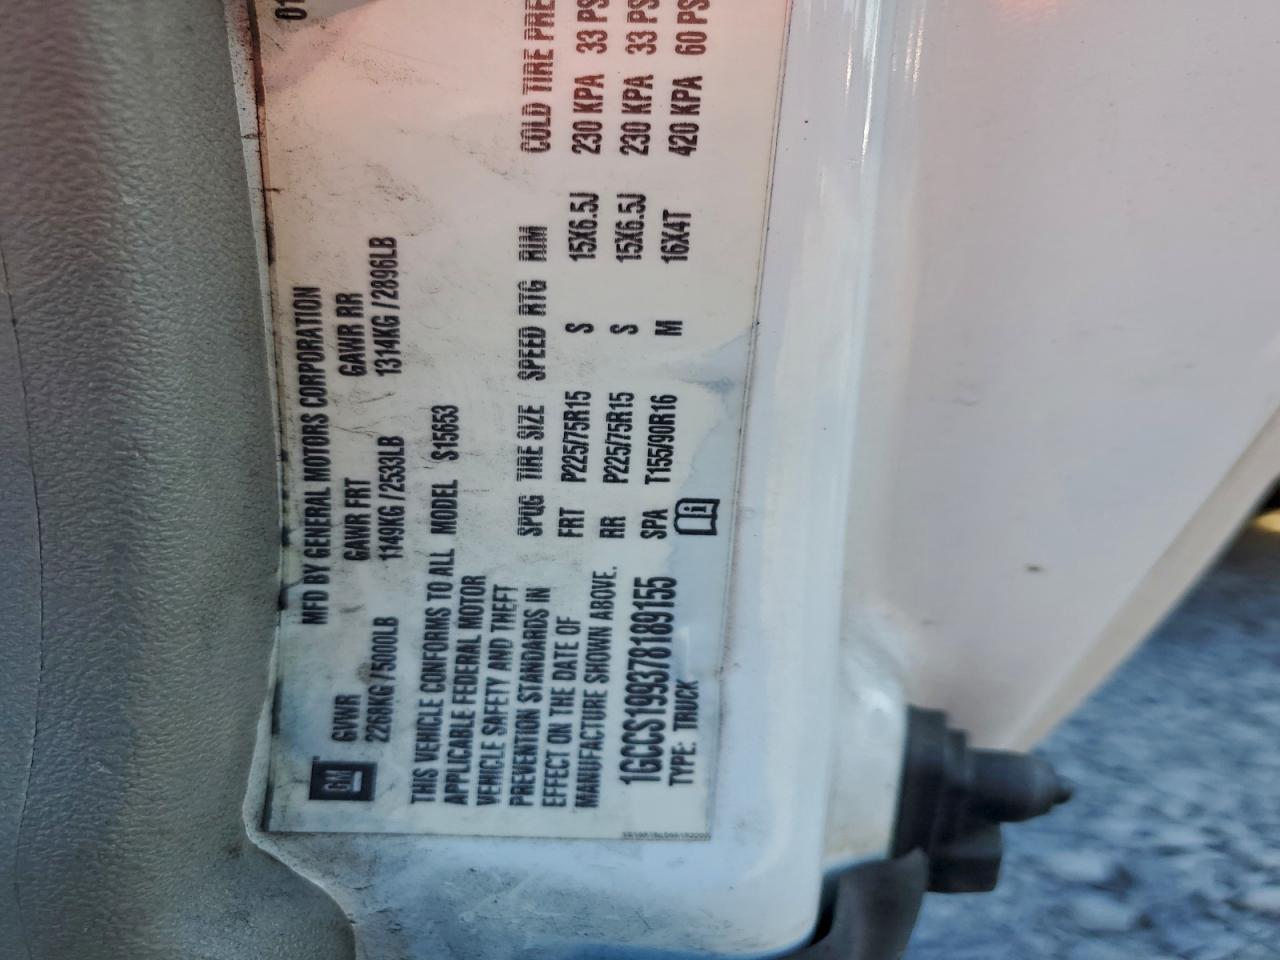 MFD BY GENERAL MOTORS CORPORATION 01
GM GVWR GAWR FRT GAWR RR
2268KG / 5000LB 1149KG / 2533LB 1314KG / 2896LB
THIS VEHICLE CONFORMS TO ALL MODEL S15653
APPLICABLE FEDERAL MOTOR
VEHICLE SAFETY AND THEFT
PREVENTION STANDARDS IN
EFFECT ON THE DATE OF
MANUFACTURE SHOWN ABOVE.
SPQG TIRE SIZE SPEED RTG RIM COLD TIRE PRE
FRT P225/75R15 S 15X6.5J 230 KPA 33 PS
RR P225/75R15 S 15X6.5J 230 KPA 33 PS
SPA T155/90R16 M 16X4T 420 KPA 60 PS
1GCCS199378189155
TYPE: TRUCK